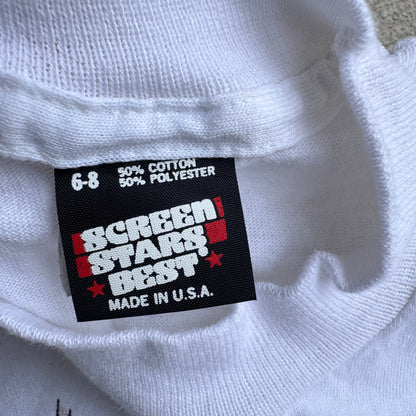 6-8 50% COTTON
50% POLYESTER
SCREEN
STARS
BEST
MADE IN U.S.A.